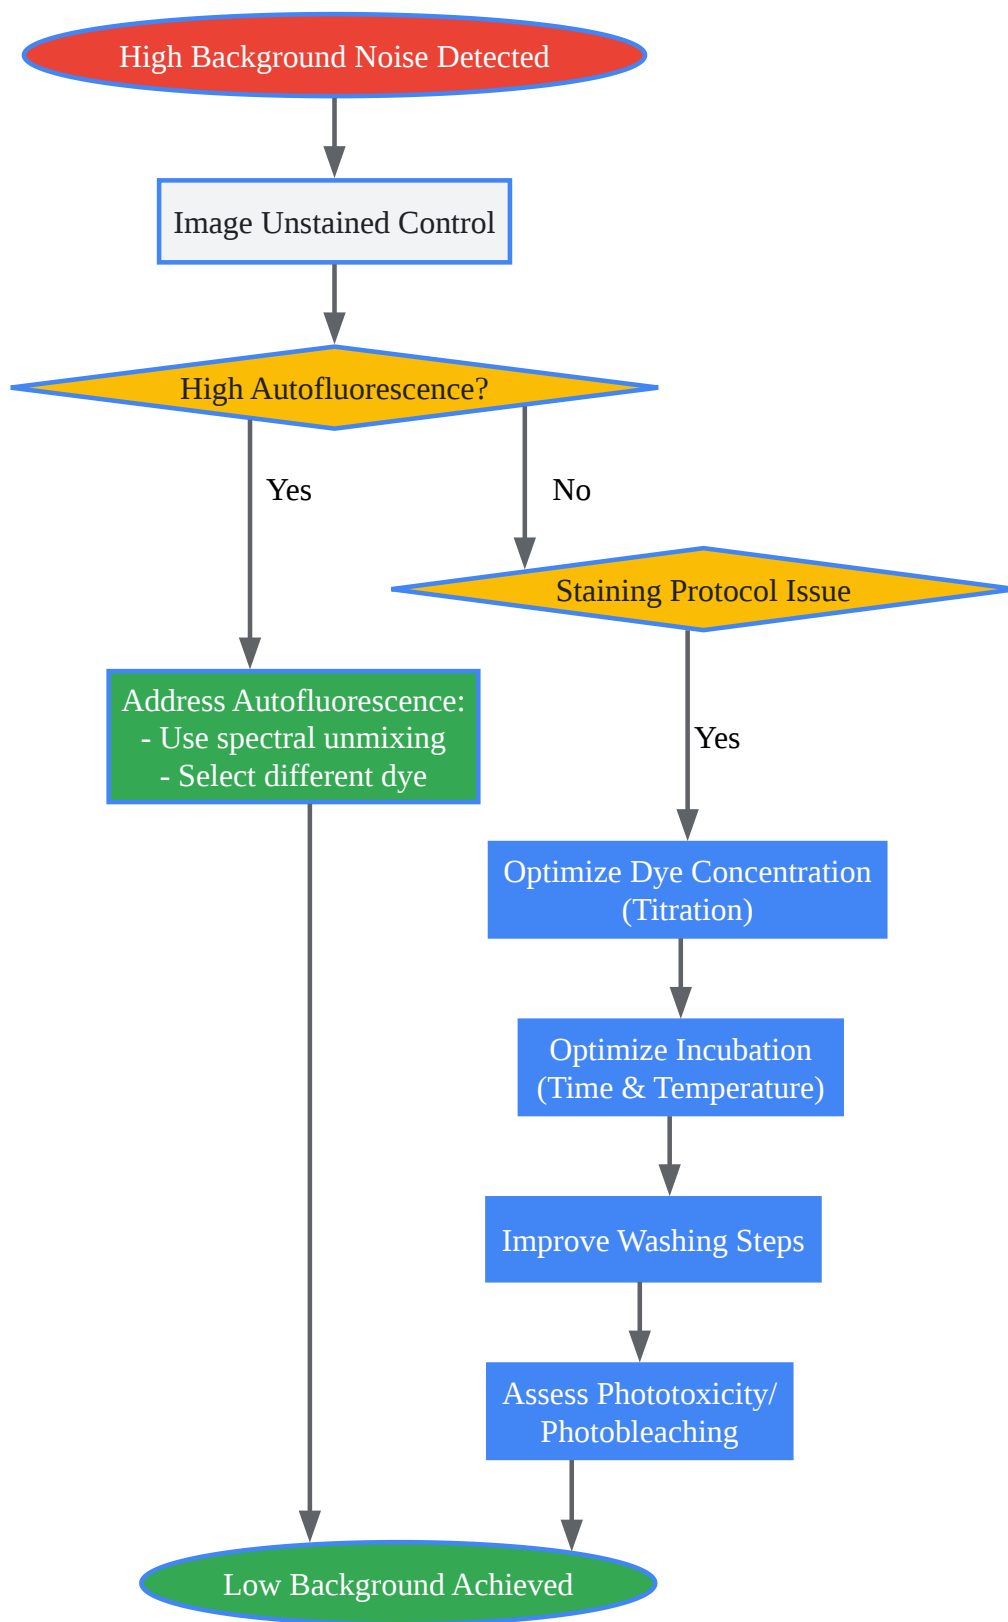 High Background Noise Detected
Image Unstained Control
High Autofluorescence?
Yes
No
Staining Protocol Issue
Address Autofluorescence:
- Use spectral unmixing
- Select different dye
Yes
Optimize Dye Concentration
(Titration)
Optimize Incubation
(Time & Temperature)
Improve Washing Steps
Assess Phototoxicity/
Photobleaching
Low Background Achieved